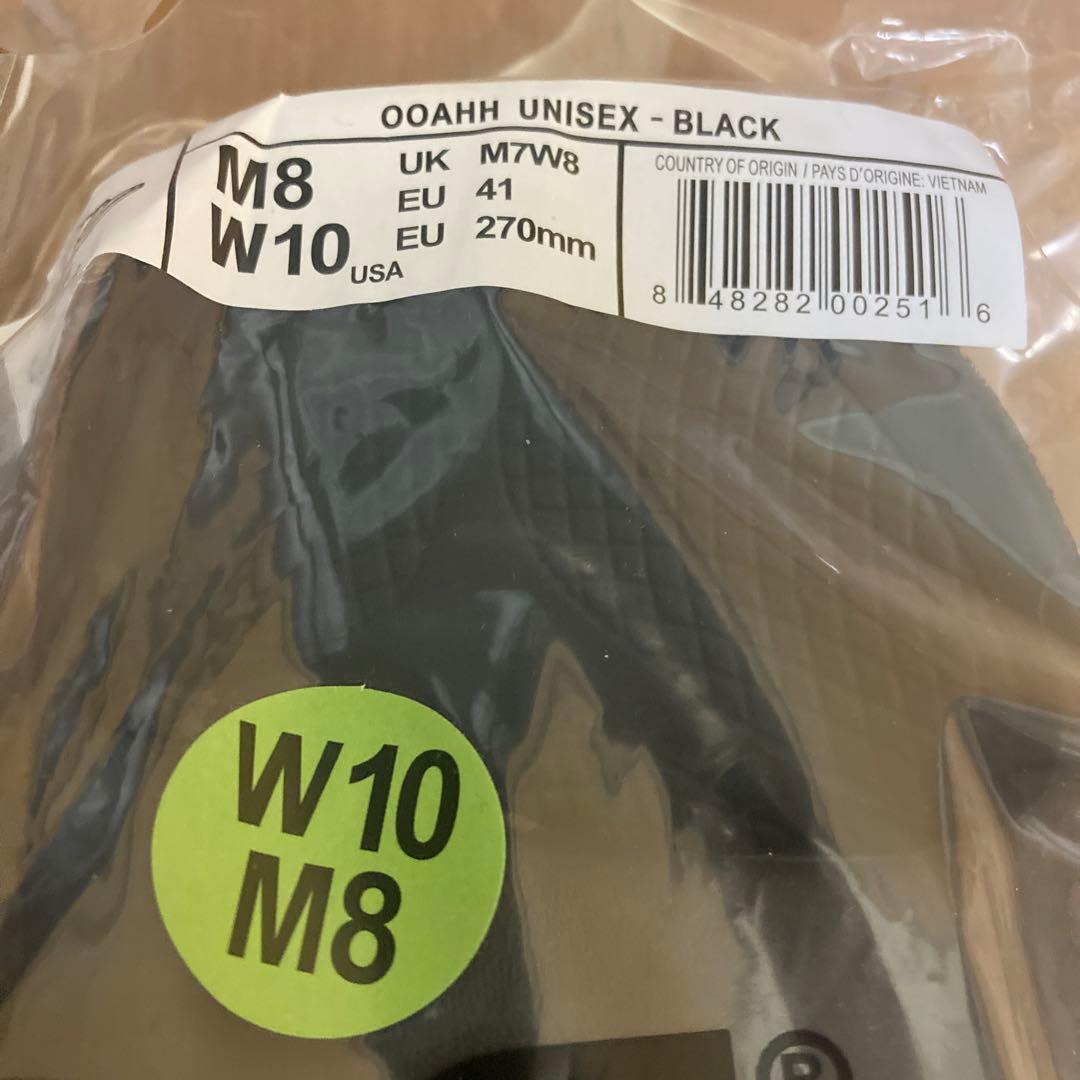 OOAHH UNISEX - BLACK
M8
W10 USA
UK M7W8
EU 41
EU 270mm
COUNTRY OF ORIGIN / PAYS D'ORIGINE: VIETNAM
8 48282 00251 6
W10
M8
®